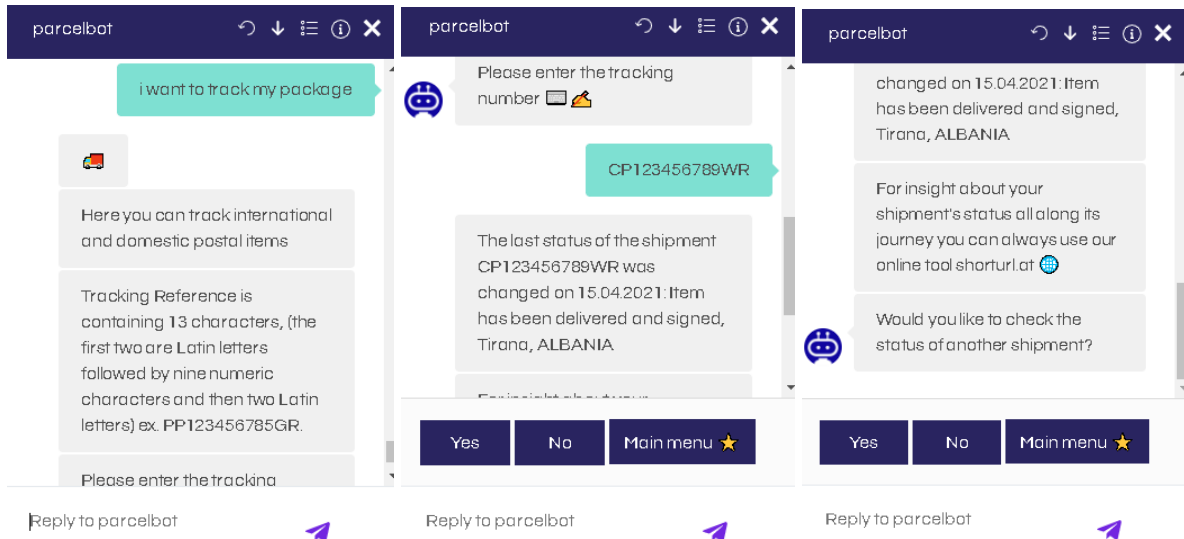 parcelbot
i want to track my package
Here you can track international
and domestic postal items
Tracking Reference is
containing 13 characters, (the
first two are Latin letters
followed by nine numeric
characters and then two Latin
letters) ex. PP123456785GR.
Please enter the tracking
Reply to parcelbot
parcelbot
Please enter the tracking
number
CP123456789WR
The last status of the shipment
CP123456789WR was
changed on 15.04.2021: Item
has been delivered and signed,
Tirana, ALBANIA
For insight about your
Yes
No
Main menu
Reply to parcelbot
parcelbot
changed on 15.04.2021: Item
has been delivered and signed,
Tirana, ALBANIA
For insight about your
shipment's status all along its
journey you can always use our
online tool shorturl.at
Would you like to check the
status of another shipment?
Yes
No
Main menu
Reply to parcelbot